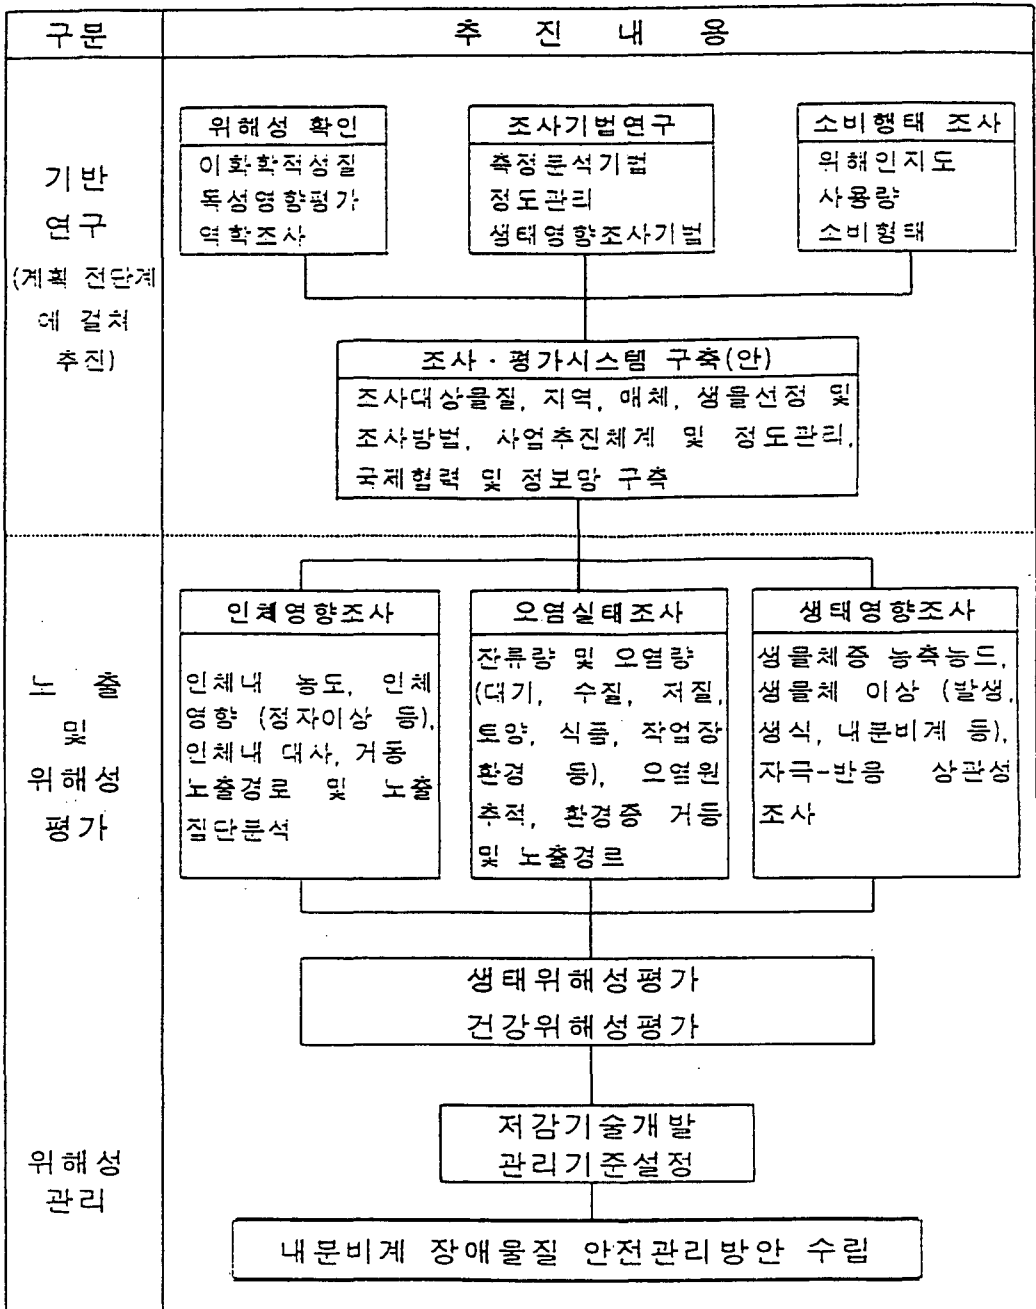 구분 추 진 내 용
기반
연구
(계획 전단계
에 걸쳐
추진)
위해성 확인
이화학적성질
독성영향평가
역학조사
조사기법연구
측정분석기법
정도관리
생태영향조사기법
소비행태 조사
위해인지도
사용량
소비형태
조사·평가시스템 구축(안)
조사대상물질, 지역, 매체, 생물선정 및
조사방법, 사업추진체계 및 정도관리,
국제협력 및 정보망 구축
노 출
및
위해성
평가
인체영향조사
인체내 농도, 인체
영향 (정자이상 등),
인체내 대사, 거동
노출경로 및 노출
집단분석
오염실태조사
잔류량 및 오염량
(대기, 수질, 저질,
토양, 식품, 작업장
환경 등), 오염원
추적, 환경중 거동
및 노출경로
생태영향조사
생물체중 농축농도,
생물체 이상 (발생,
생식, 내분비계 등),
자극-반응 상관성
조사
생태위해성평가
건강위해성평가
위해성
관리
저감기술개발
관리기준설정
내분비계 장애물질 안전관리방안 수립